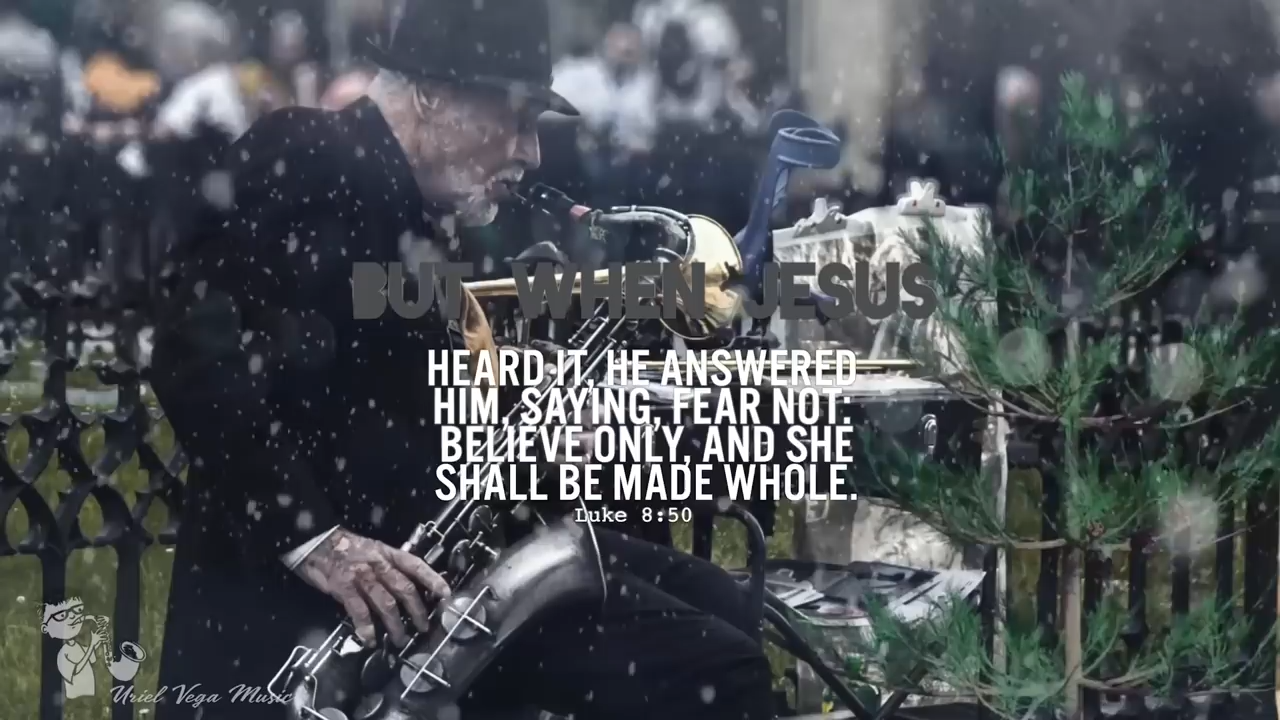 BUT WHEN JESUS
HEARD IT, HE ANSWERED
HIM, SAYING, FEAR NOT:
BELIEVE ONLY, AND SHE
SHALL BE MADE WHOLE.
Luke 8:50
Uriel Vega Music